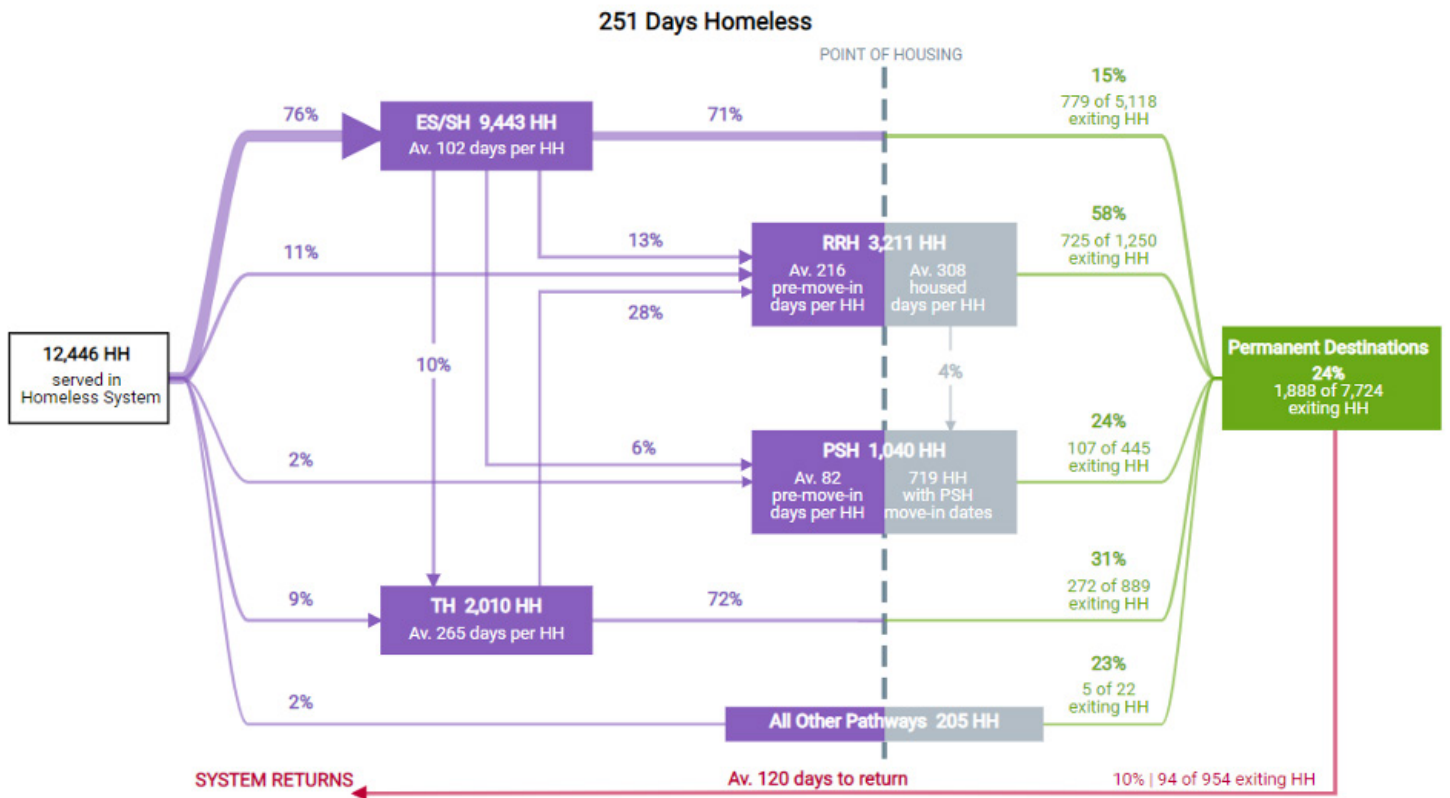 251 Days Homeless
POINT OF HOUSING
76%
ES/SH 9,443 HH
Av. 102 days per HH
71%
15%
779 of 5,118
exiting HH
11%
13%
28%
RRH 3,211 HH
Av. 216
pre-move-in
days per HH
Av. 308
housed
days per HH
58%
725 of 1,250
exiting HH
12,446 HH
served in
Homeless System
10%
4%
Permanent Destinations
24%
1,888 of 7,724
exiting HH
2%
6%
PSH 1,040 HH
Av. 82
pre-move-in
days per HH
719 HH
with PSH
move-in dates
24%
107 of 445
exiting HH
9%
TH 2,010 HH
Av. 265 days per HH
72%
31%
272 of 889
exiting HH
2%
All Other Pathways 205 HH
23%
5 of 22
exiting HH
SYSTEM RETURNS
Av. 120 days to return
10% | 94 of 954 exiting HH